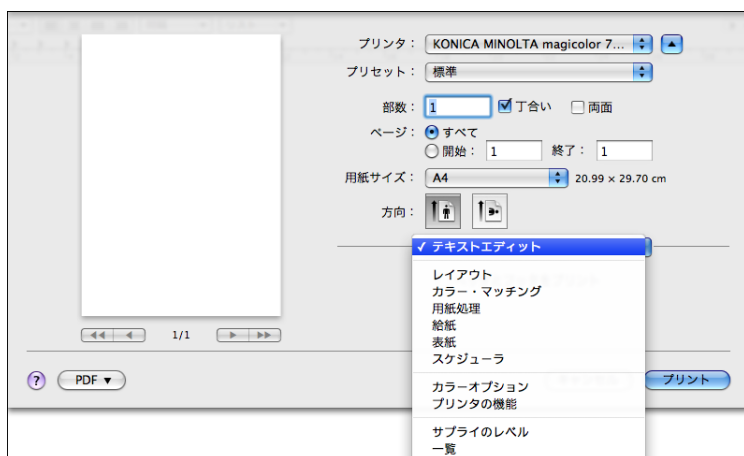 プリンタ： KONICA MINOLTA magicolor 7...
プリセット： 標準
部数： 1 丁合い 両面
ページ： すべて
開始： 1 終了： 1
用紙サイズ： A4 20.99 × 29.70 cm
方向：
✓ テキストエディット
レイアウト
カラー・マッチング
用紙処理
給紙
表紙
スケジューラ
カラーオプション
プリンタの機能
サプライのレベル
一覧
1/1
? PDF ▼ プリント